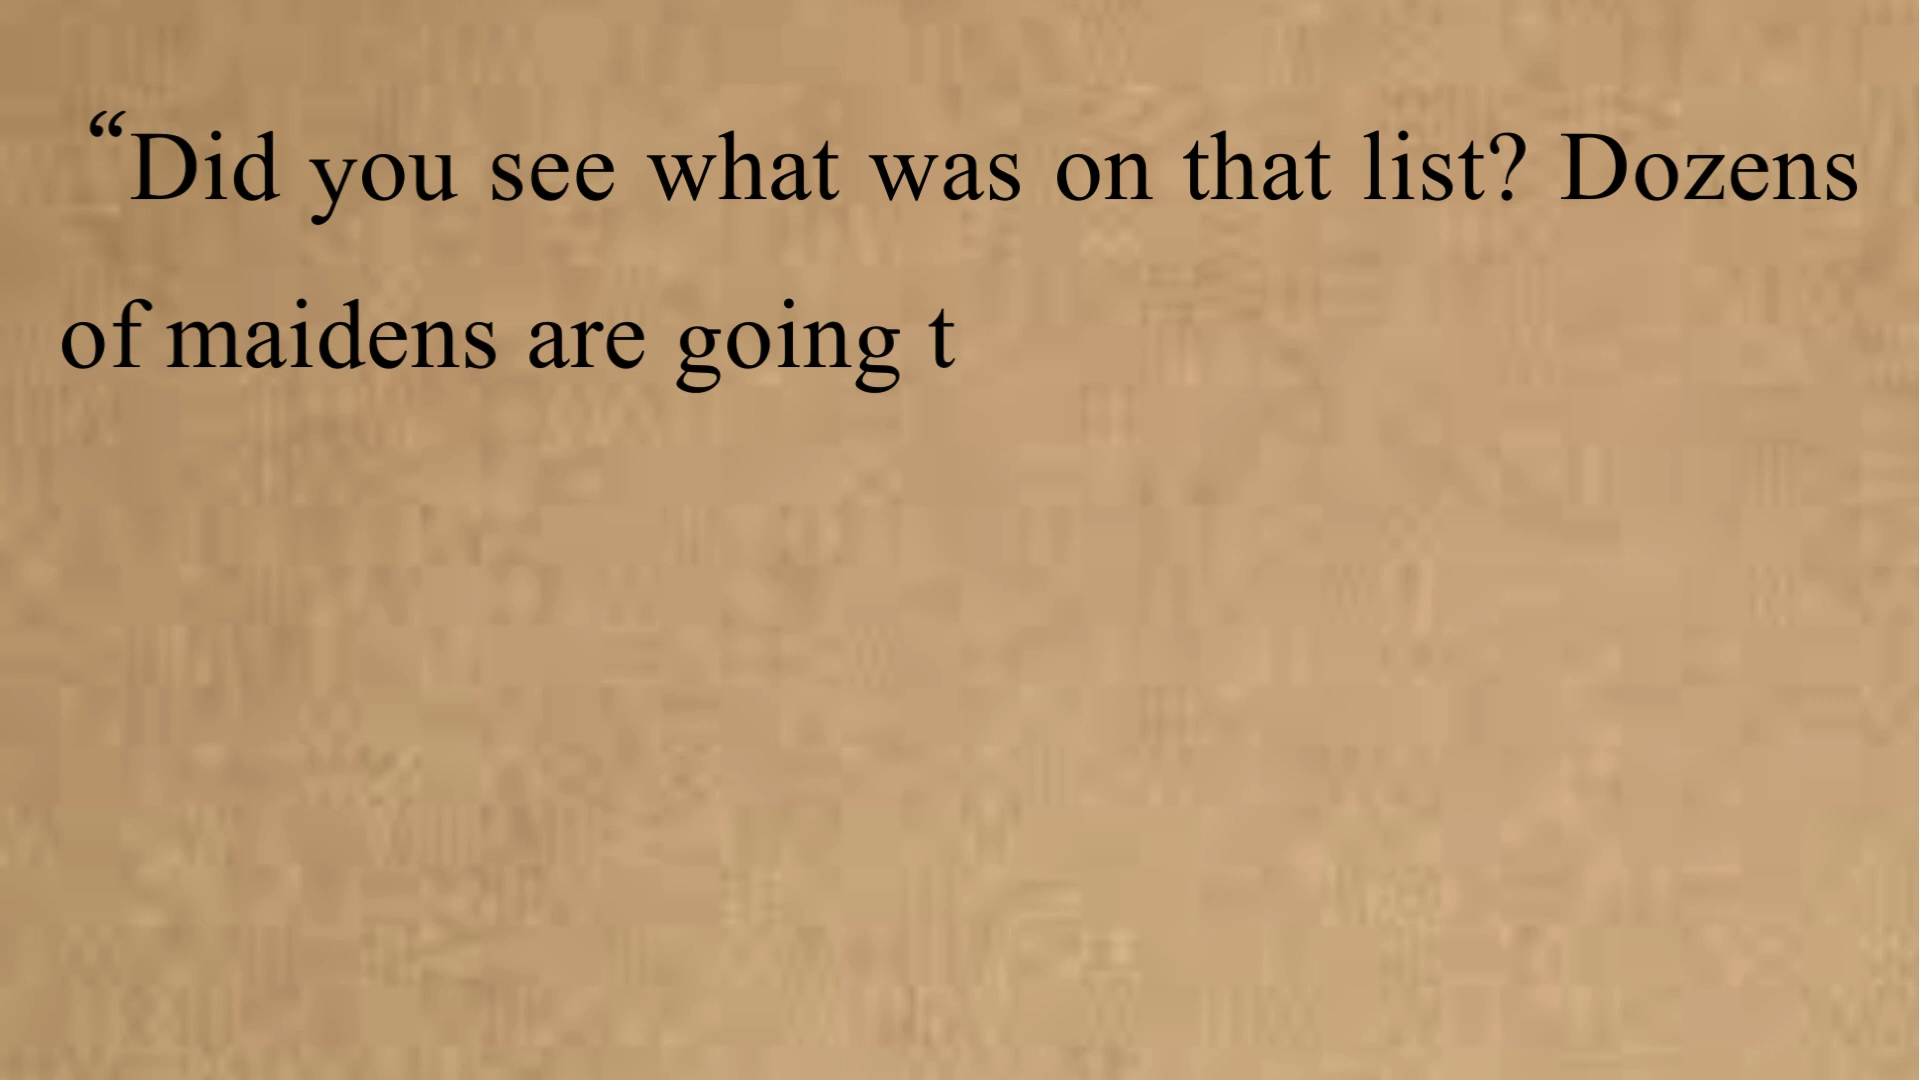 “Did you see what was on that list? Dozens
of maidens are going t